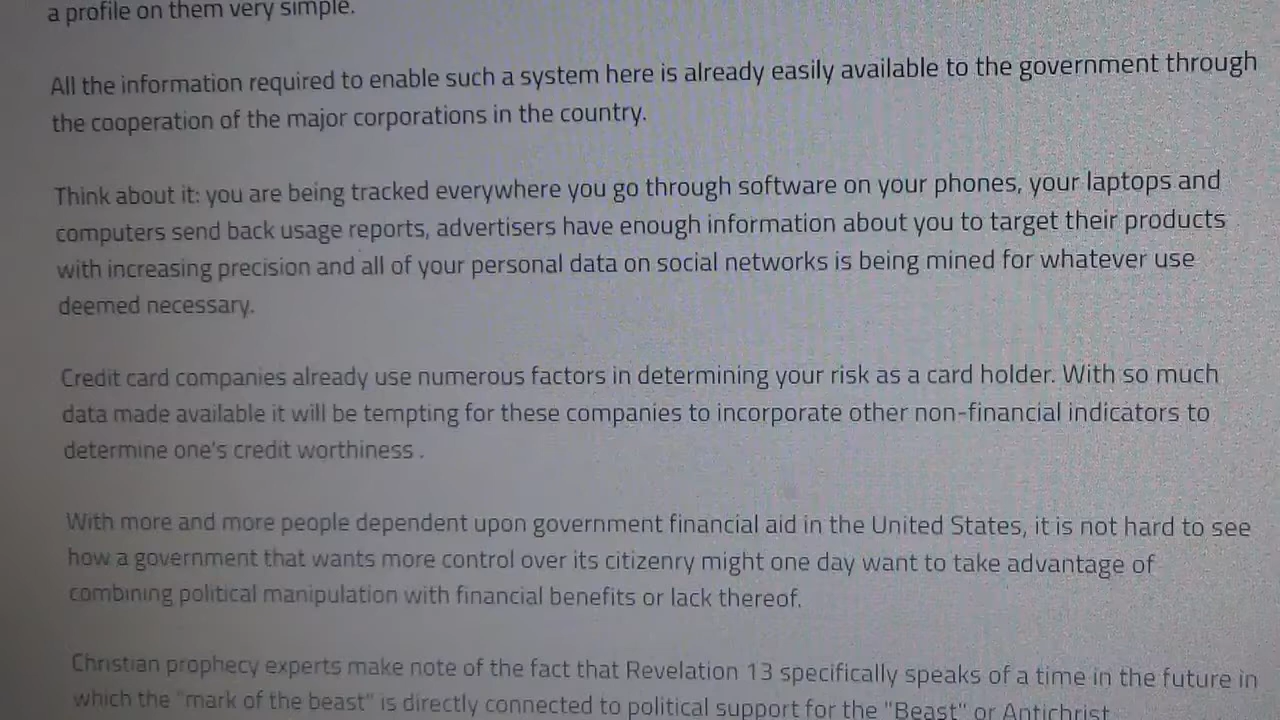 a profile on them very simple.
All the information required to enable such a system here is already easily available to the government through
the cooperation of the major corporations in the country.
Think about it: you are being tracked everywhere you go through software on your phones, your laptops and
computers send back usage reports, advertisers have enough information about you to target their products
with increasing precision and all of your personal data on social networks is being mined for whatever use
deemed necessary.
Credit card companies already use numerous factors in determining your risk as a card holder. With so much
data made available it will be tempting for these companies to incorporate other non-financial indicators to
determine one's credit worthiness .
With more and more people dependent upon government financial aid in the United States, it is not hard to see
how a government that wants more control over its citizenry might one day want to take advantage of
combining political manipulation with financial benefits or lack thereof.
Christian prophecy experts make note of the fact that Revelation 13 specifically speaks of a time in the future in
which the "mark of the beast" is directly connected to political support for the "Beast" or Antichrist